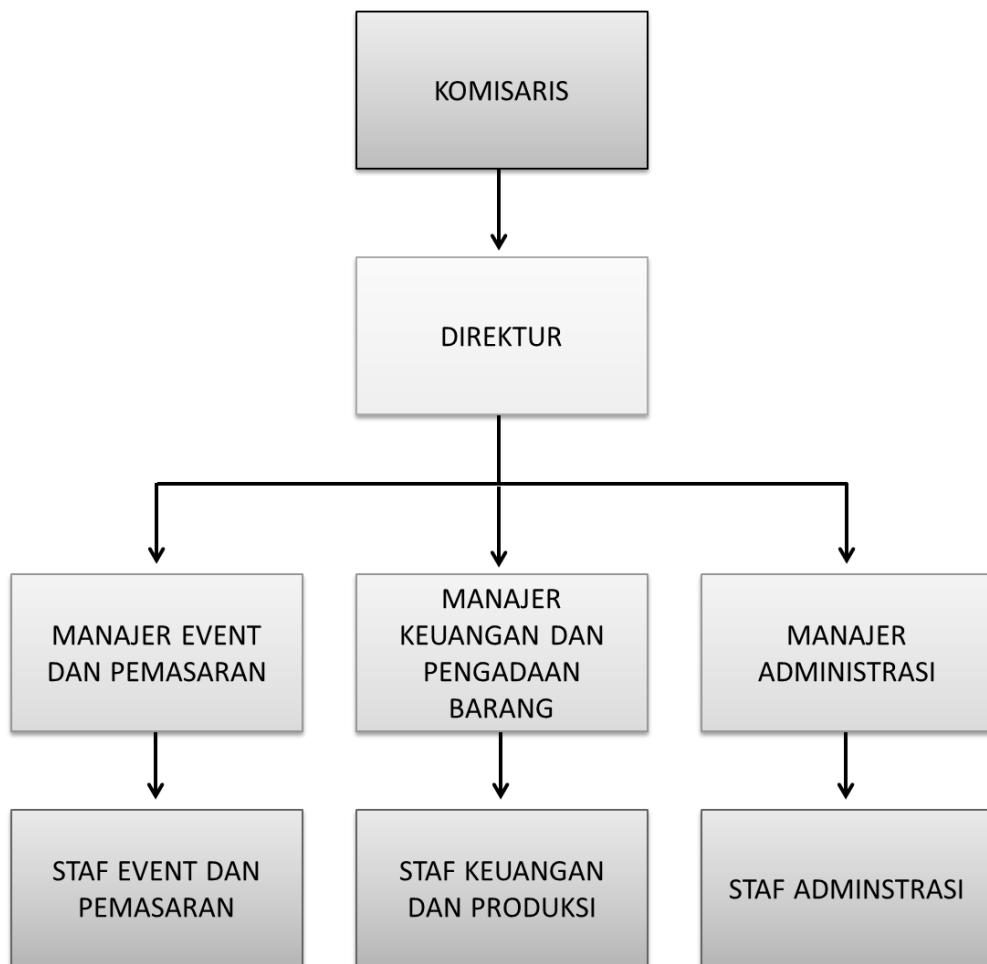 KOMISARIS
DIREKTUR
MANAJER EVENT
DAN PEMASARAN
MANAJER
KEUANGAN DAN
PENGADAAN
BARANG
MANAJER
ADMINISTRASI
STAF EVENT DAN
PEMASARAN
STAF KEUANGAN
DAN PRODUKSI
STAF ADMINSTRASI